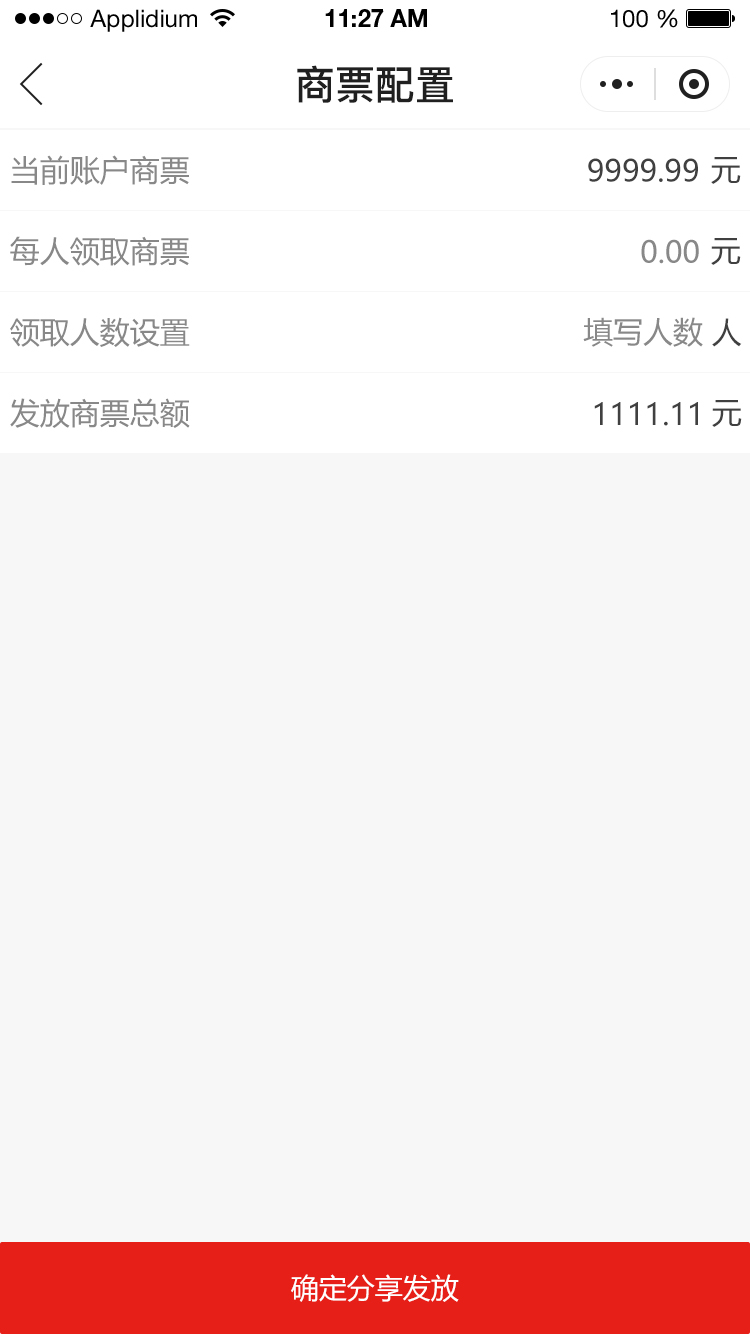 Applidium 11:27 AM 100 %
商票配置
当前账户商票 9999.99 元
每人领取商票 0.00 元
领取人数设置 填写人数 人
发放商票总额 1111.11 元
确定分享发放